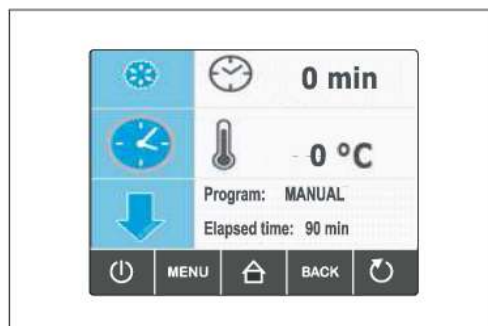 0 min
0 °C
Program: MANUAL
Elapsed time: 90 min
MENU BACK